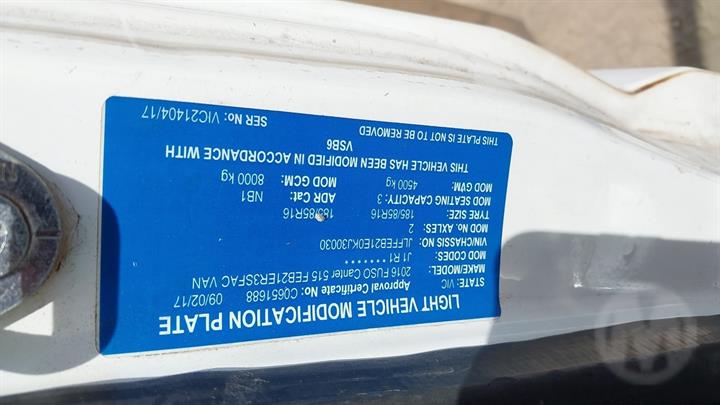 LIGHT VEHICLE MODIFICATION PLATE
Approval Certificate No: C0651688 09/02/17
STATE: VIC
MAKE/MODEL: 2016 FUSO Canter 515 FEB21ER3SFAC VAN
MOD CODES: J1 R1 * * * * * *
VIN/CHASSIS NO: JLFFEB21E0KJ30030
MOD No. AXLES: 2
TYRE SIZE: 185/85R16 185/85R16
MOD SEATING CAPACITY: 3 ADR Cat: NB1
MOD GVM: 4500 kg MOD GCM: 8000 kg
THIS VEHICLE HAS BEEN MODIFIED IN ACCORDANCE WITH
VSB6
THIS PLATE IS NOT TO BE REMOVED SER No: VIC21404/17